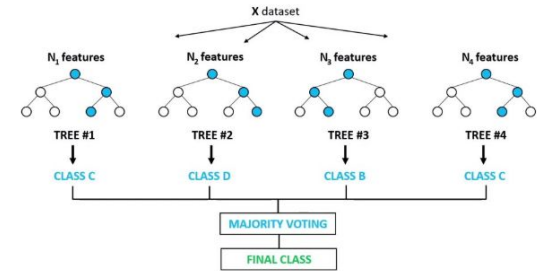 X dataset
N₁ features
N₂ features
N₃ features
N₄ features
TREE #1
TREE #2
TREE #3
TREE #4
CLASS C
CLASS D
CLASS B
CLASS C
MAJORITY VOTING
FINAL CLASS